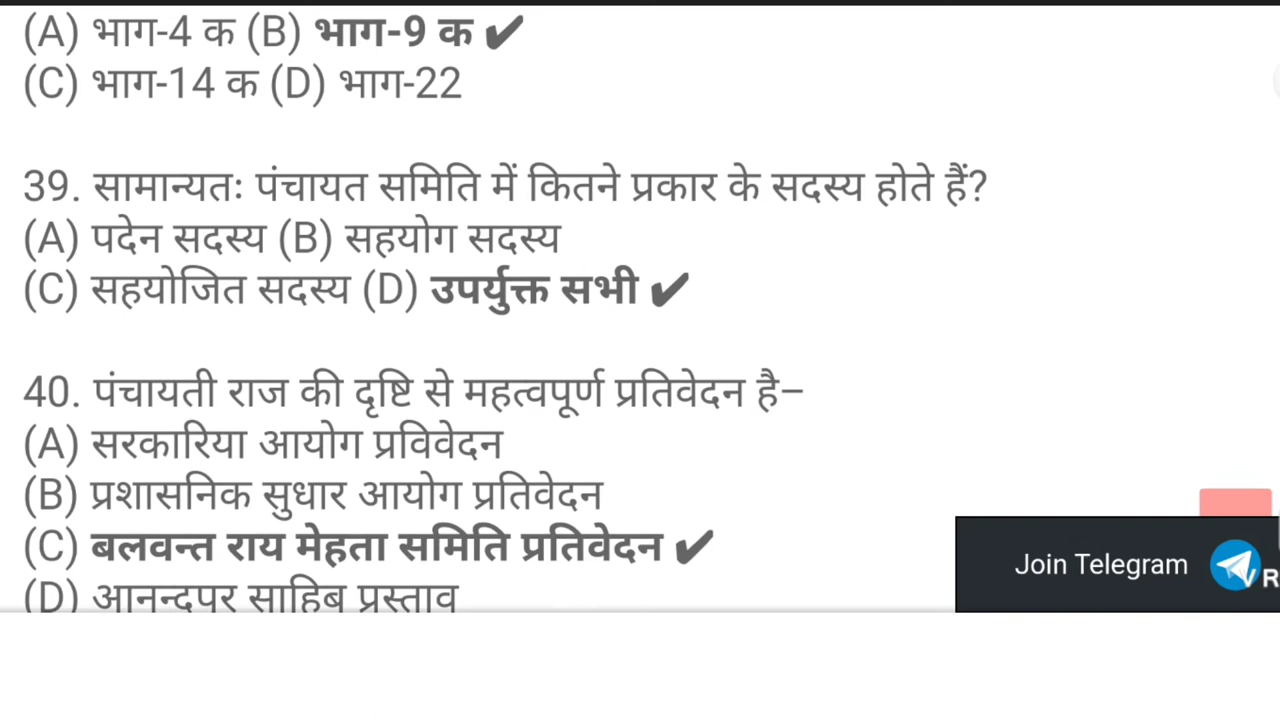 (A) भाग-4 क (B) भाग-9 क ✔
(C) भाग-14 क (D) भाग-22
39. सामान्यतः पंचायत समिति में कितने प्रकार के सदस्य होते हैं?
(A) पदेन सदस्य (B) सहयोग सदस्य
(C) सहयोजित सदस्य (D) उपर्युक्त सभी ✔
40. पंचायती राज की दृष्टि से महत्वपूर्ण प्रतिवेदन है–
(A) सरकारिया आयोग प्रविवेदन
(B) प्रशासनिक सुधार आयोग प्रतिवेदन
(C) बलवन्त राय मेहता समिति प्रतिवेदन ✔
(D) आनन्दपुर साहिब प्रस्ताव
Join Telegram